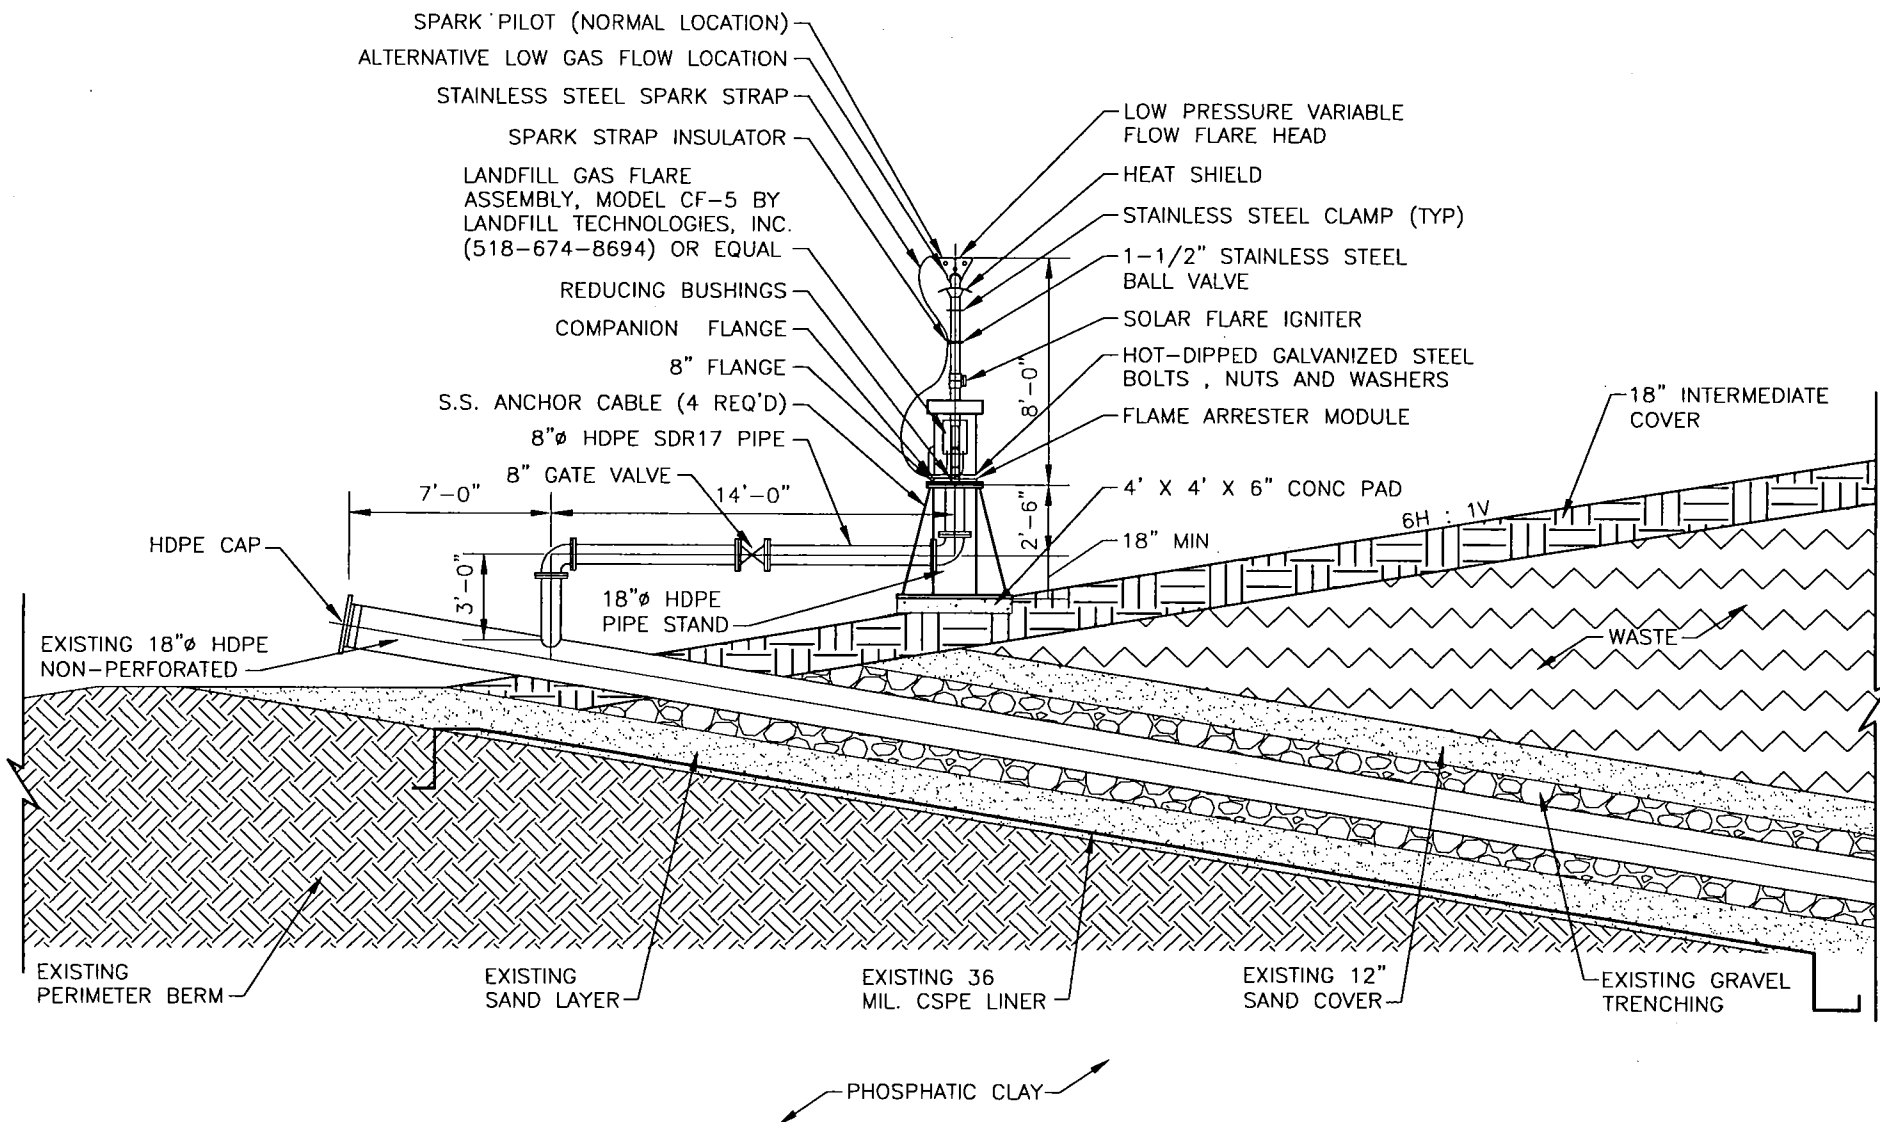 SPARK PILOT (NORMAL LOCATION)
ALTERNATIVE LOW GAS FLOW LOCATION
STAINLESS STEEL SPARK STRAP
SPARK STRAP INSULATOR
LANDFILL GAS FLARE
ASSEMBLY, MODEL CF-5 BY
LANDFILL TECHNOLOGIES, INC.
(518-674-8694) OR EQUAL
REDUCING BUSHINGS
COMPANION FLANGE
8" FLANGE
S.S. ANCHOR CABLE (4 REQ'D)
8"ø HDPE SDR17 PIPE
8" GATE VALVE
7'-0"
14'-0"
HDPE CAP
3'-0"
18"ø HDPE
PIPE STAND
EXISTING 18"ø HDPE
NON-PERFORATED
LOW PRESSURE VARIABLE
FLOW FLARE HEAD
HEAT SHIELD
STAINLESS STEEL CLAMP (TYP)
1-1/2" STAINLESS STEEL
BALL VALVE
SOLAR FLARE IGNITER
HOT-DIPPED GALVANIZED STEEL
BOLTS , NUTS AND WASHERS
FLAME ARRESTER MODULE
8'-0"
2'-6"
4' X 4' X 6" CONC PAD
18" MIN
6H : 1V
18" INTERMEDIATE
COVER
WASTE
EXISTING
PERIMETER BERM
EXISTING
SAND LAYER
EXISTING 36
MIL. CSPE LINER
EXISTING 12"
SAND COVER
EXISTING GRAVEL
TRENCHING
PHOSPHATIC CLAY